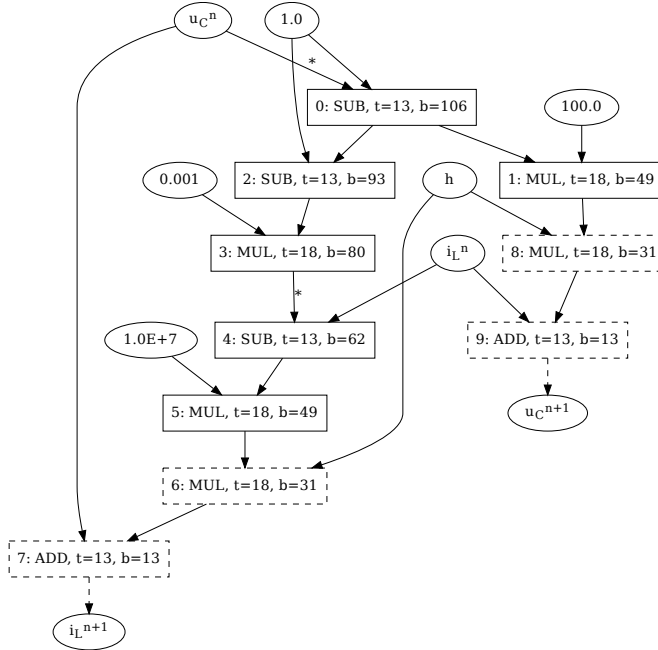 u_C^n
1.0
*
0: SUB, t=13, b=106
100.0
0.001
2: SUB, t=13, b=93
h
1: MUL, t=18, b=49
3: MUL, t=18, b=80
i_L^n
8: MUL, t=18, b=31
*
1.0E+7
4: SUB, t=13, b=62
9: ADD, t=13, b=13
5: MUL, t=18, b=49
u_C^{n+1}
6: MUL, t=18, b=31
7: ADD, t=13, b=13
i_L^{n+1}